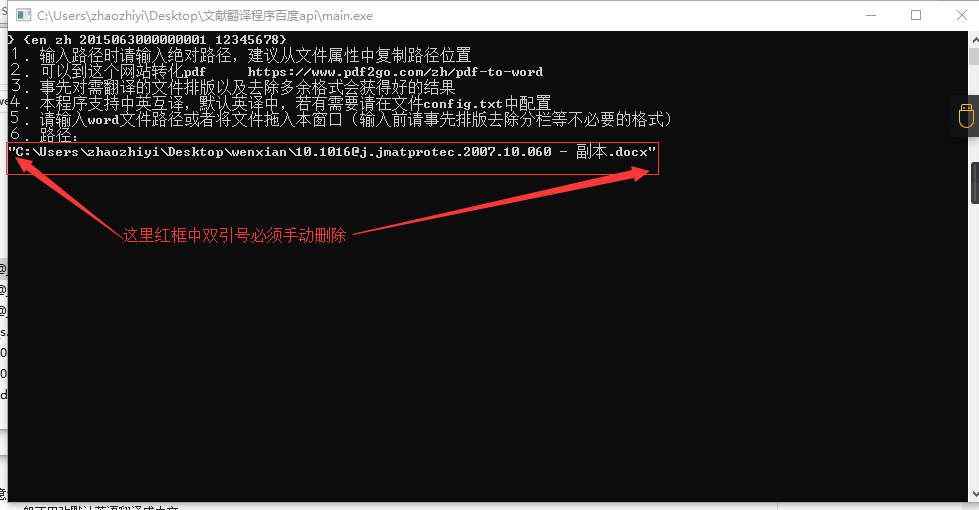 C:\Users\zhaozhiyi\Desktop\文献翻译程序百度api\main.exe
} {en zh 2015063000000001 12345678}
1. 输入路径时请输入绝对路径，建议从文件属性中复制路径位置
2. 可以到这个网站转化pdf https://www.pdf2go.com/zh/pdf-to-word
3. 事先对需翻译的文件排版以及去除多余格式会获得好的结果
4. 本程序支持中英互译，默认英译中，若有需要请在文件config.txt中配置
5. 请输入word文件路径或者将文件拖入本窗口（输入前请事先排版去除分栏等不必要的格式）
6. 路径：
"C:\Users\zhaozhiyi\Desktop\wenxian\10.1016@j.jmatprotec.2007.10.060 - 副本.docx"
这里红框中双引号必须手动删除